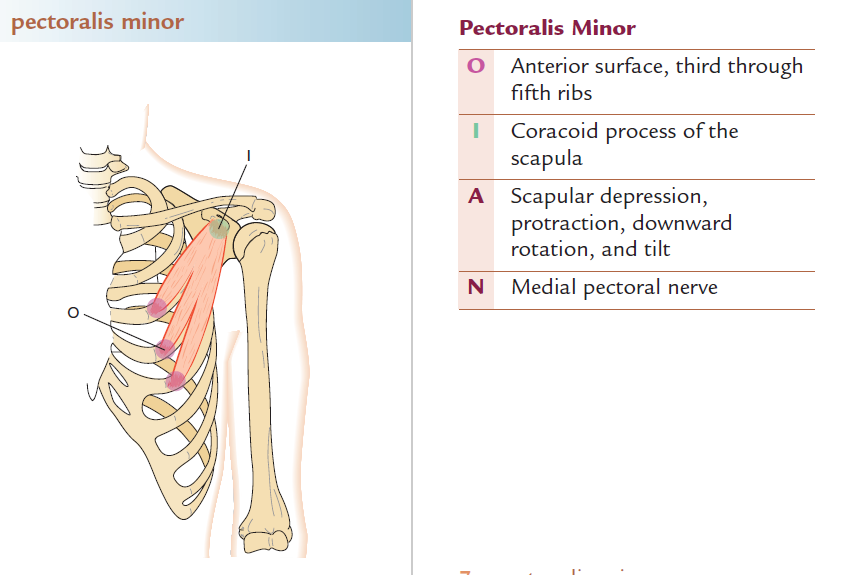 pectoralis minor
I
O
Pectoralis Minor
O Anterior surface, third through
fifth ribs
I Coracoid process of the
scapula
A Scapular depression,
protraction, downward
rotation, and tilt
N Medial pectoral nerve